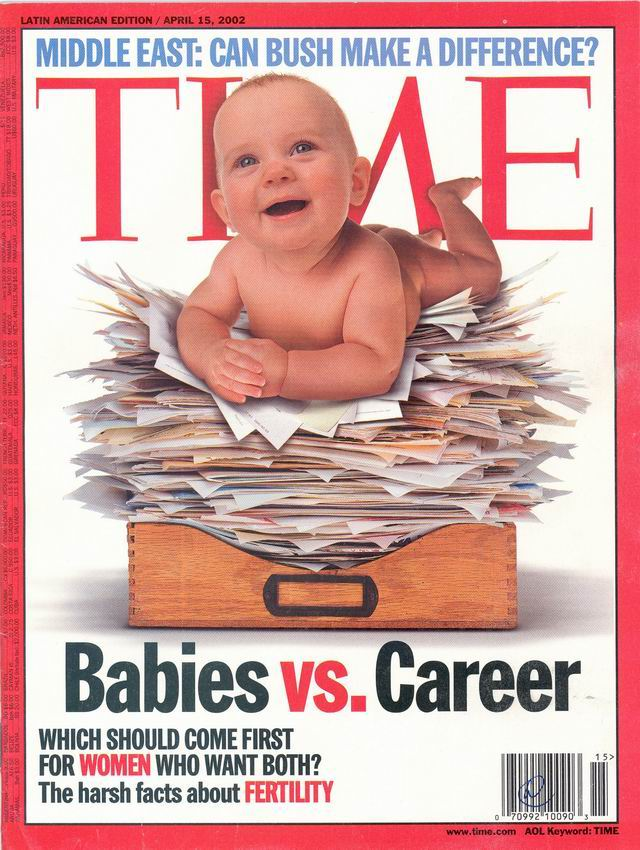 LATIN AMERICAN EDITION / APRIL 15, 2002
MIDDLE EAST: CAN BUSH MAKE A DIFFERENCE?
TIME
Babies vs. Career
WHICH SHOULD COME FIRST
FOR WOMEN WHO WANT BOTH?
The harsh facts about FERTILITY
15>
0 70992 10090 3
www.time.com AOL Keyword: TIME